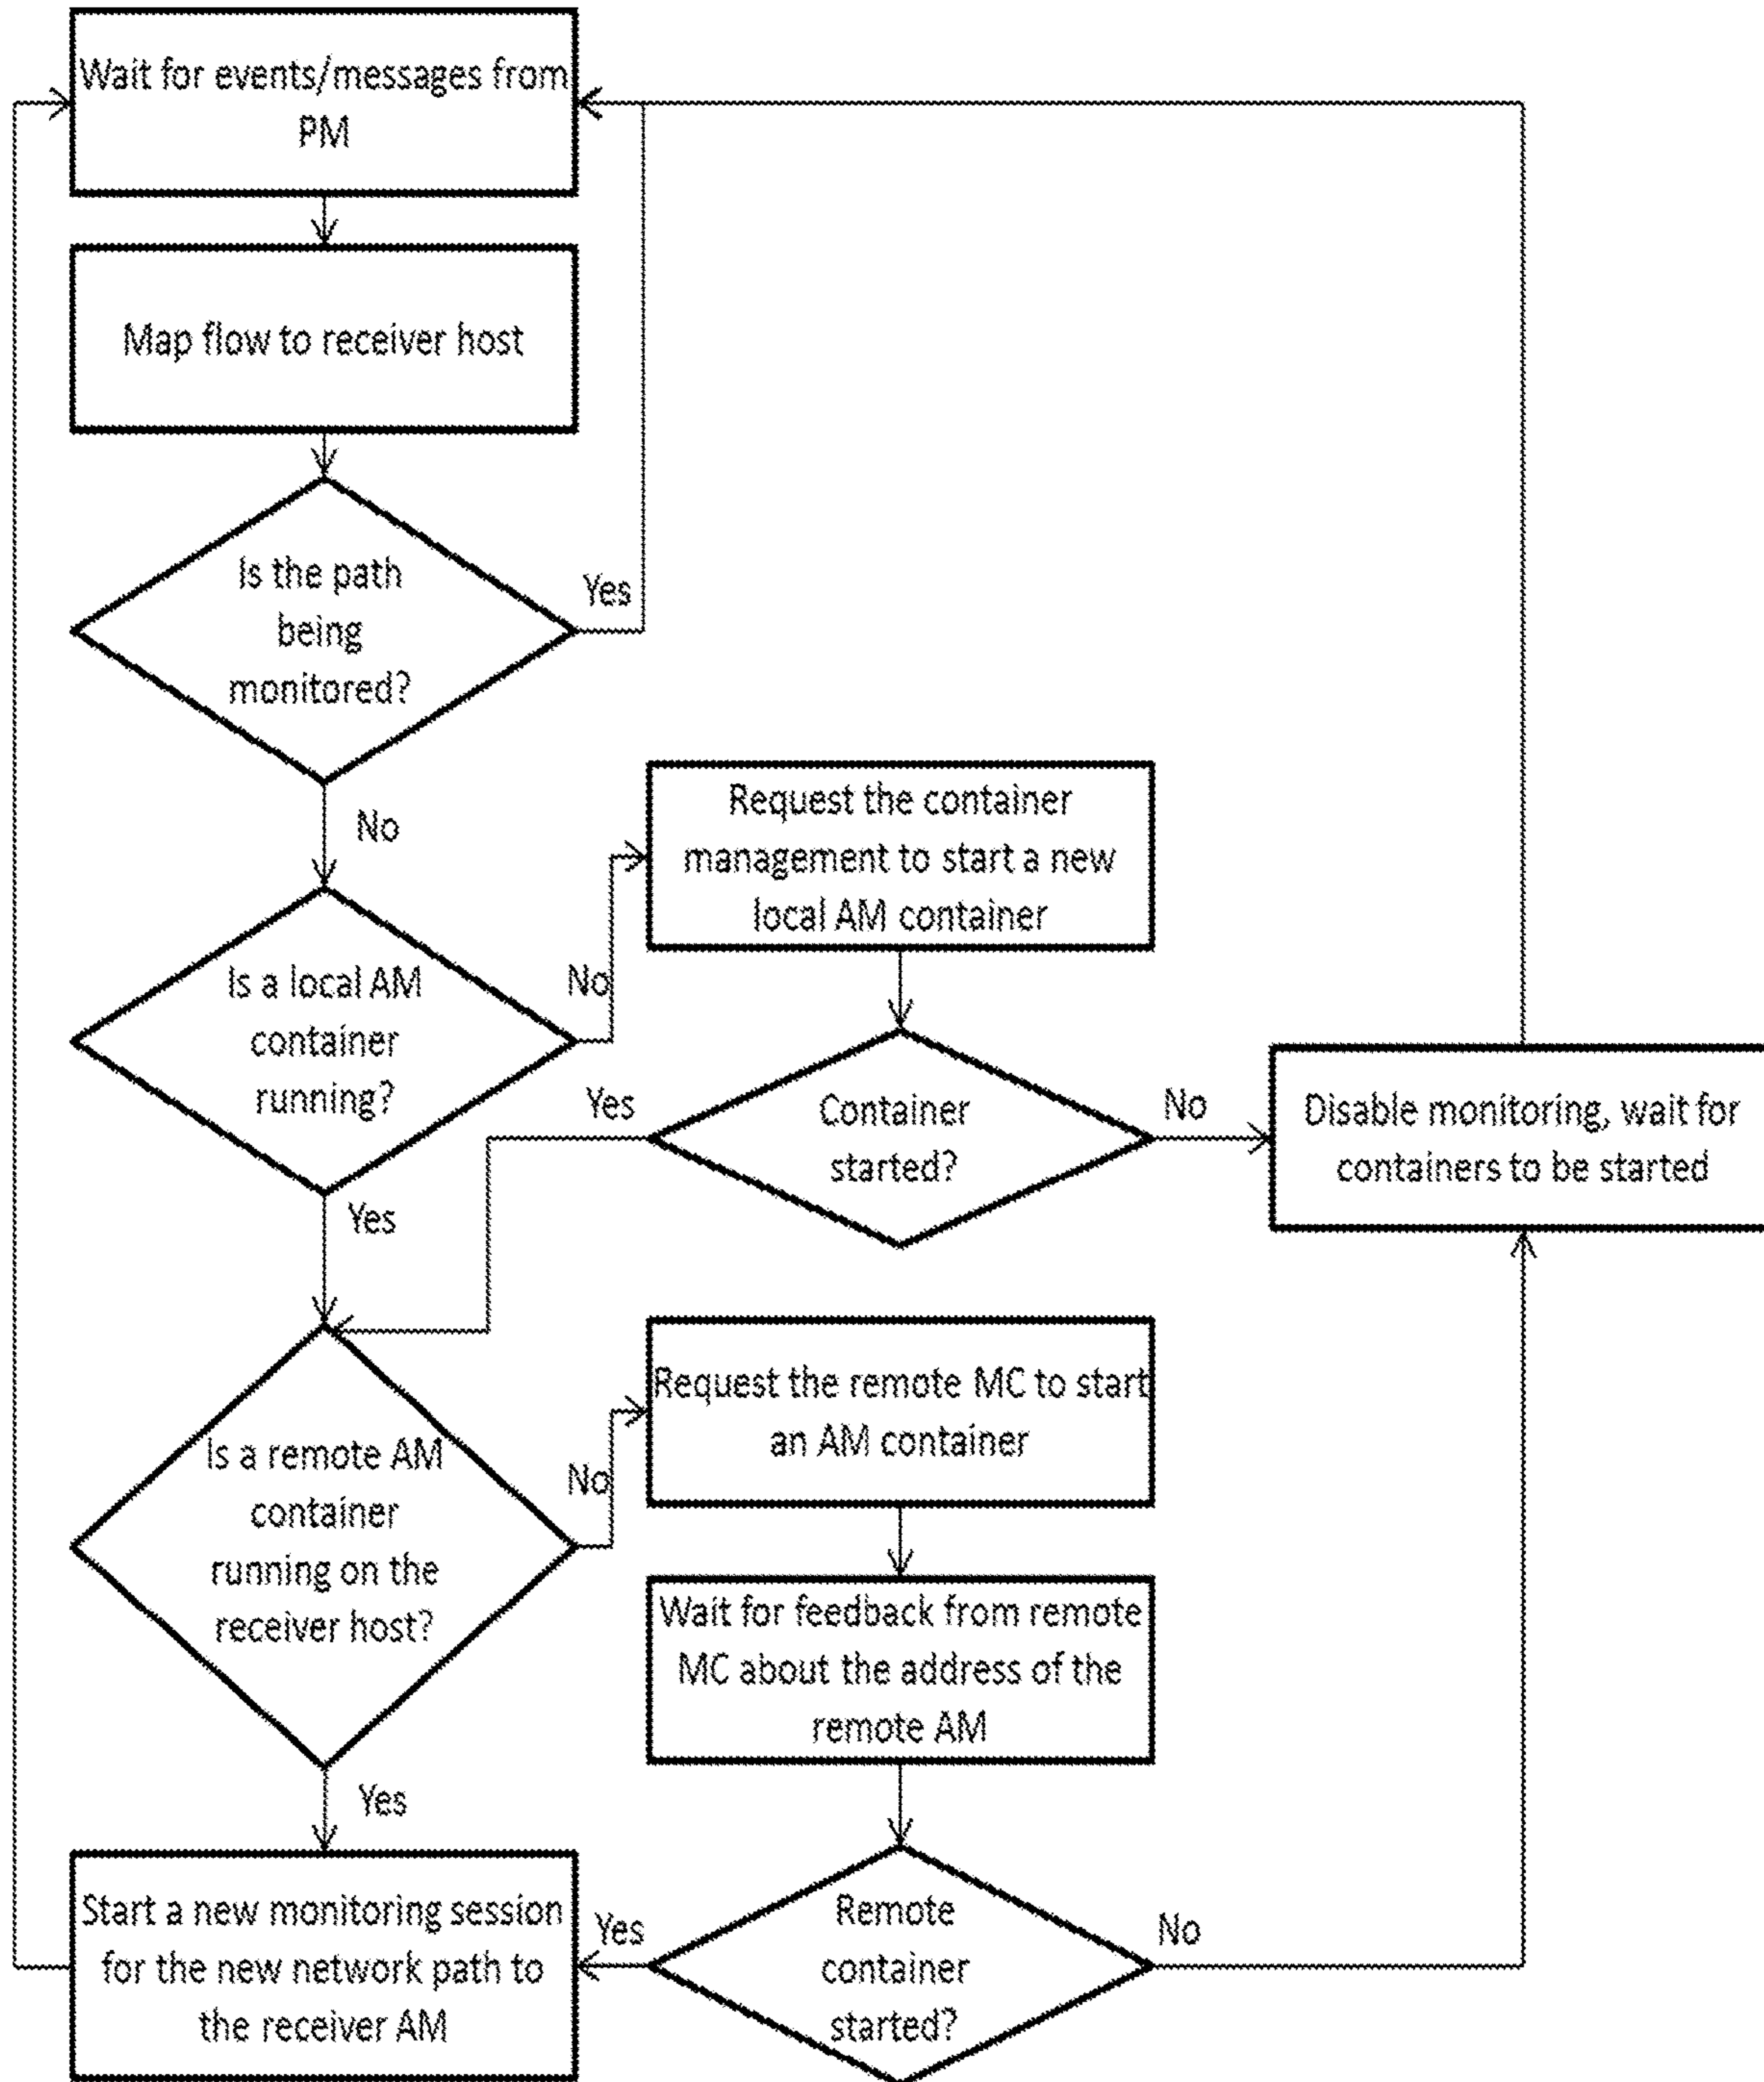 Wait for events/messages from
PM
Map flow to receiver host
Is the path
being
monitored?
Yes
No
Request the container
management to start a new
local AM container
Is a local AM
container
running?
No
Yes
Container
started?
Yes
No
Disable monitoring, wait for
containers to be started
Is a remote AM
container
running on the
receiver host?
No
Yes
Request the remote MC to start
an AM container
Wait for feedback from remote
MC about the address of the
remote AM
Remote
container
started?
Yes
No
Start a new monitoring session
for the new network path to
the receiver AM